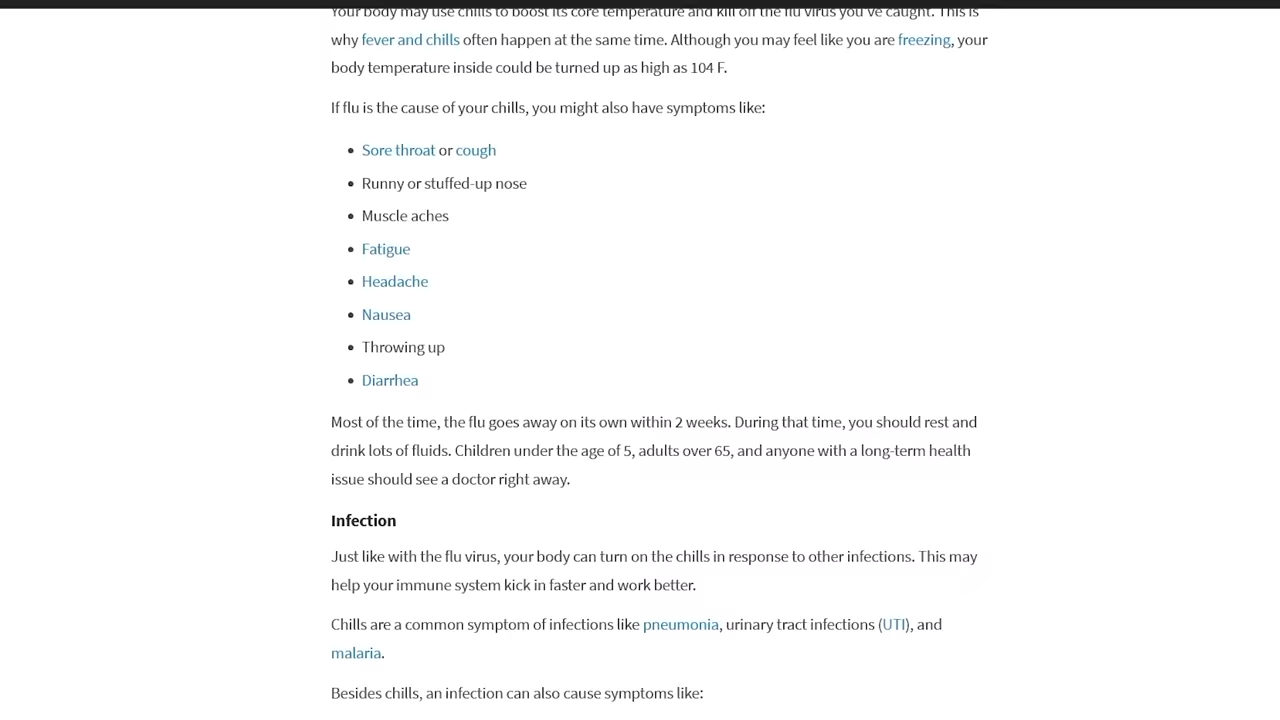 Your body may use chills to boost its core temperature and kill off the flu virus you've caught. This is
why fever and chills often happen at the same time. Although you may feel like you are freezing, your
body temperature inside could be turned up as high as 104 F.
If flu is the cause of your chills, you might also have symptoms like:
• Sore throat or cough
• Runny or stuffed-up nose
• Muscle aches
• Fatigue
• Headache
• Nausea
• Throwing up
• Diarrhea
Most of the time, the flu goes away on its own within 2 weeks. During that time, you should rest and
drink lots of fluids. Children under the age of 5, adults over 65, and anyone with a long-term health
issue should see a doctor right away.
Infection
Just like with the flu virus, your body can turn on the chills in response to other infections. This may
help your immune system kick in faster and work better.
Chills are a common symptom of infections like pneumonia, urinary tract infections (UTI), and
malaria.
Besides chills, an infection can also cause symptoms like: